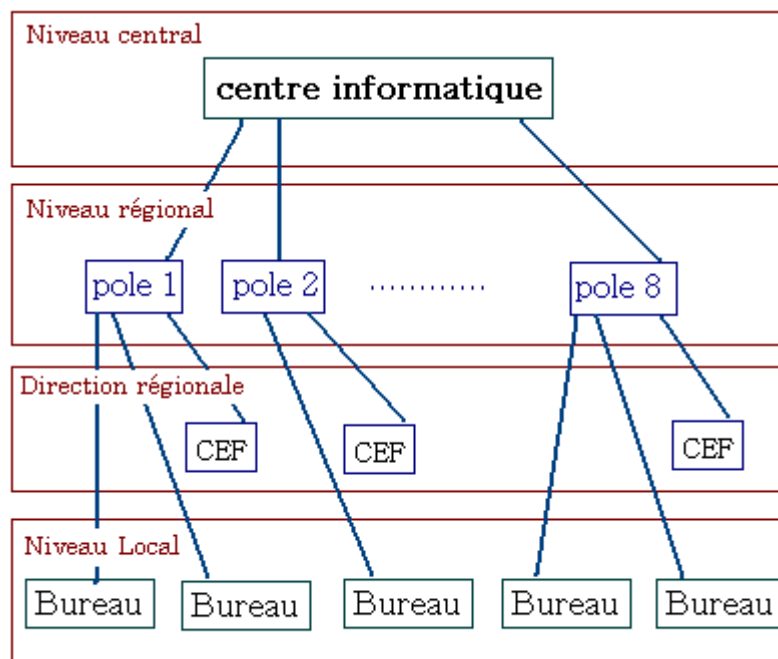 Niveau central
centre informatique
Niveau régional
pole 1
pole 2
............
pole 8
Direction régionale
CEF
CEF
CEF
Niveau Local
Bureau
Bureau
Bureau
Bureau
Bureau